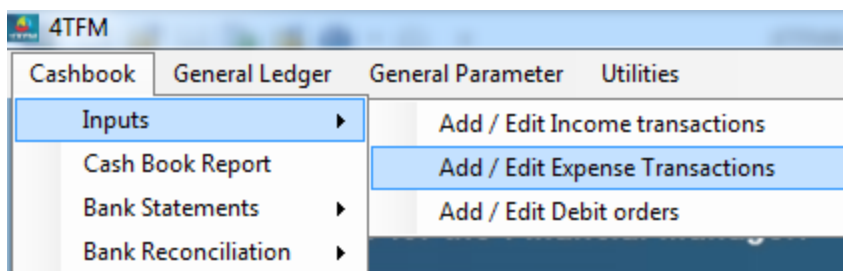 4TFM
Cashbook General Ledger General Parameter Utilities
Inputs
Cash Book Report
Bank Statements
Bank Reconciliation
Add / Edit Income transactions
Add / Edit Expense Transactions
Add / Edit Debit orders